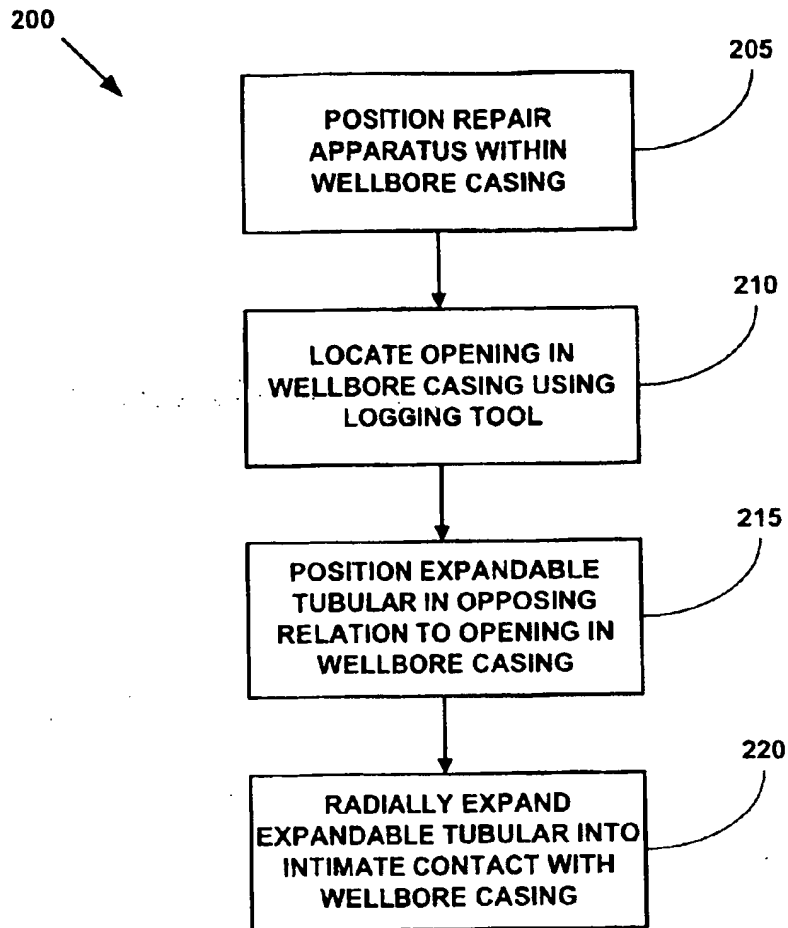 200
205
POSITION REPAIR
APPARATUS WITHIN
WELLBORE CASING
210
LOCATE OPENING IN
WELLBORE CASING USING
LOGGING TOOL
215
POSITION EXPANDABLE
TUBULAR IN OPPOSING
RELATION TO OPENING IN
WELLBORE CASING
220
RADIALLY EXPAND
EXPANDABLE TUBULAR INTO
INTIMATE CONTACT WITH
WELLBORE CASING